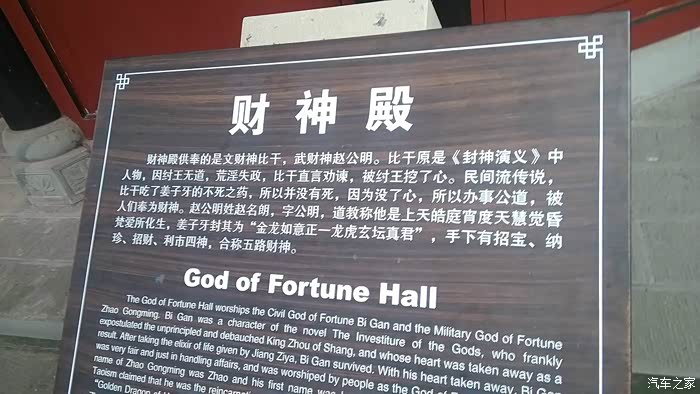 财神殿
财神殿供奉的是文财神比干，武财神赵公明。比干原是《封神演义》中
人物，因纣王无道，荒淫失政，比干直言劝谏，被纣王挖了心。民间流传说，
比干吃了姜子牙的不死之药，所以并没有死，因为没了心，所以办事公道，被
人们奉为财神。赵公明姓赵名朗，字公明，道教称他是上天皓庭霄度天慧觉昏
梵爱所化生，姜子牙封其为“金龙如意正一龙虎玄坛真君”，手下有招宝、纳
珍、招财、利市四神，合称五路财神。
God of Fortune Hall
The God of Fortune Hall worships the Civil God of Fortune Bi Gan and the Military God of Fortune
Zhao Gongming. Bi Gan was a character of the novel The Investiture of the Gods, who frankly
expostulated the unprincipled and debauched King Zhou of Shang, and whose heart was taken away as a
result. After taking the elixir of life given by Jiang Ziya, Bi Gan survived. With his heart taken away, Bi Gan
was very fair and just in handling affairs, and was worshiped by people as the God of
name of Zhao Gongming was Zhao and his first name was
Taoism claimed that he was the reincarnation
"Golden Dragon of
汽车之家